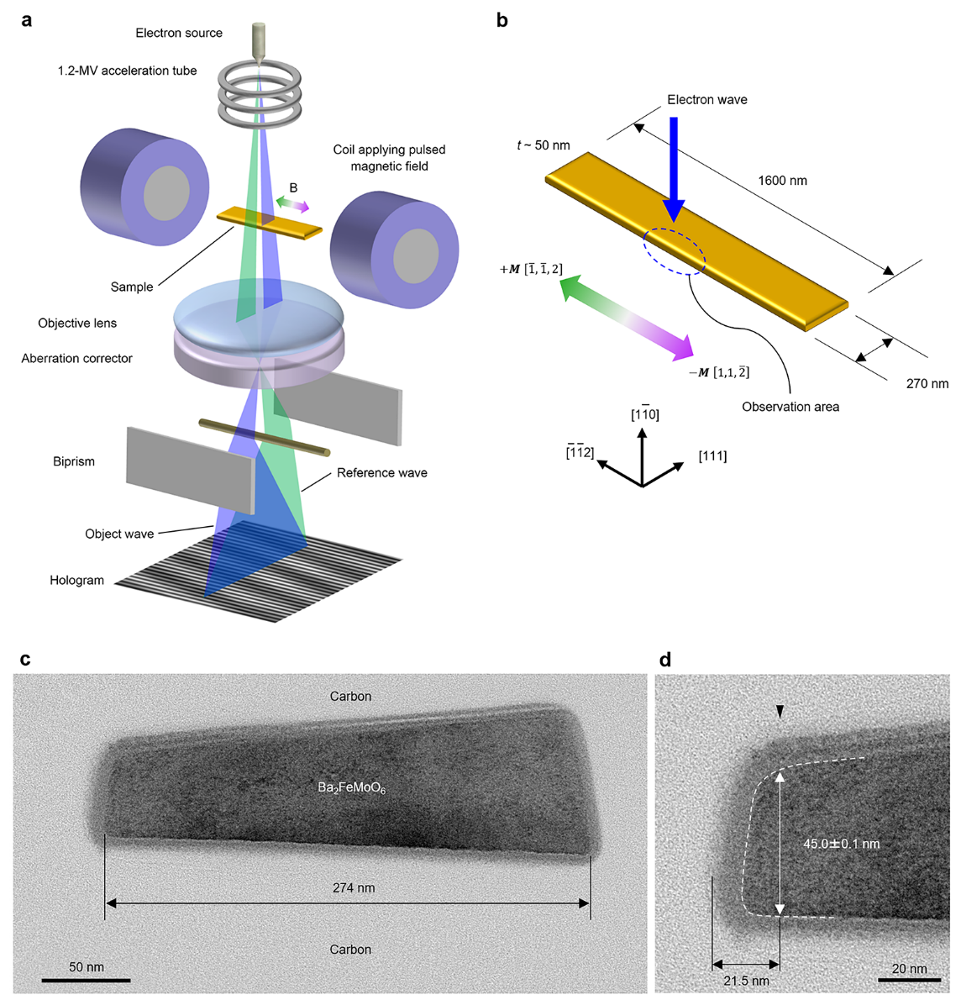 a
Electron source
1.2-MV acceleration tube
Coil applying pulsed
magnetic field
B
Sample
Objective lens
Aberration corrector
Biprism
Reference wave
Object wave
Hologram
b
Electron wave
t ~ 50 nm
1600 nm
+M [1̅,1̅,2]
−M [1,1,2̅]
270 nm
Observation area
[11̅0]
[1̅1̅2]
[111]
c
Carbon
Ba₂FeMoO₆
274 nm
Carbon
50 nm
d
45.0±0.1 nm
21.5 nm
20 nm